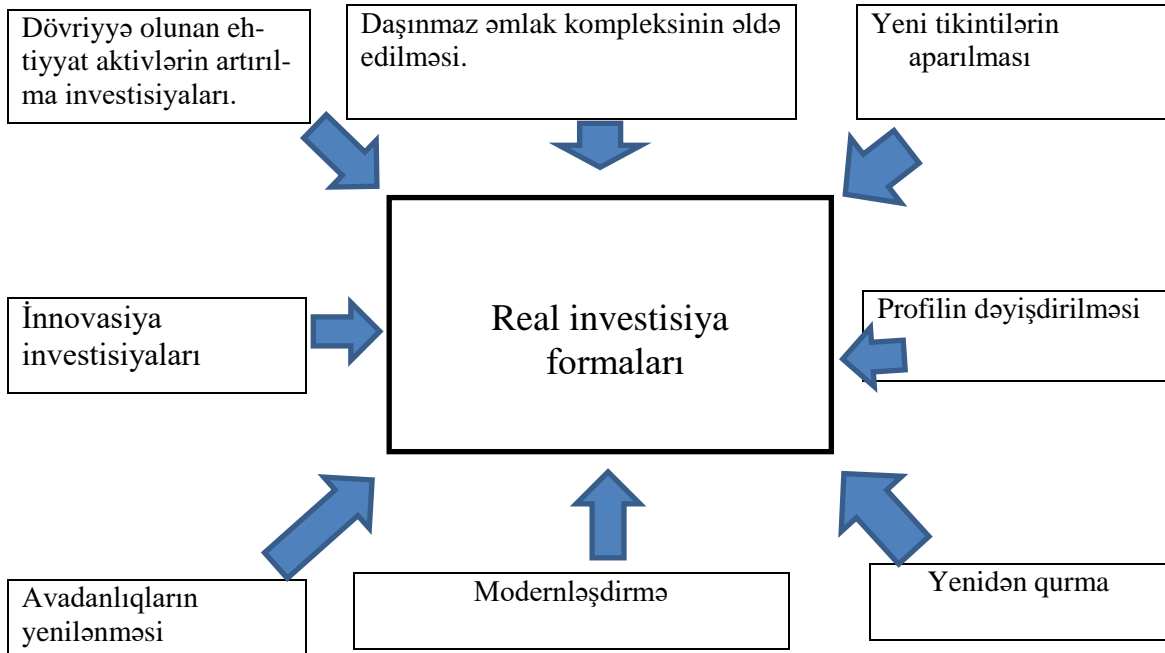 Dövriyyə olunan eh-
tiyyat aktivlərin artırıl-
ma investisiyaları.
Daşınmaz əmlak kompleksinin əldə
edilməsi.
Yeni tikintilərin
aparılması
İnnovasiya
investisiyaları
Real investisiya
formaları
Profilin dəyişdirilməsi
Avadanlıqların
yenilənməsi
Modernləşdirmə
Yenidən qurma